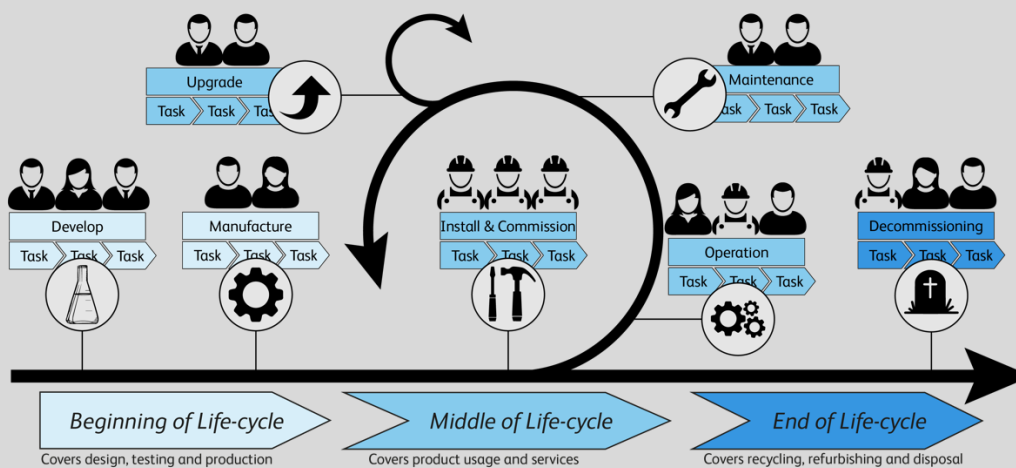 Upgrade
Task Task Task
Maintenance
Task Task Task
Develop
Task Task Task
Manufacture
Task Task Task
Install & Commission
Task Task Task
Operation
Task Task Task
Decommissioning
Task Task Task
Beginning of Life-cycle
Covers design, testing and production
Middle of Life-cycle
Covers product usage and services
End of Life-cycle
Covers recycling, refurbishing and disposal